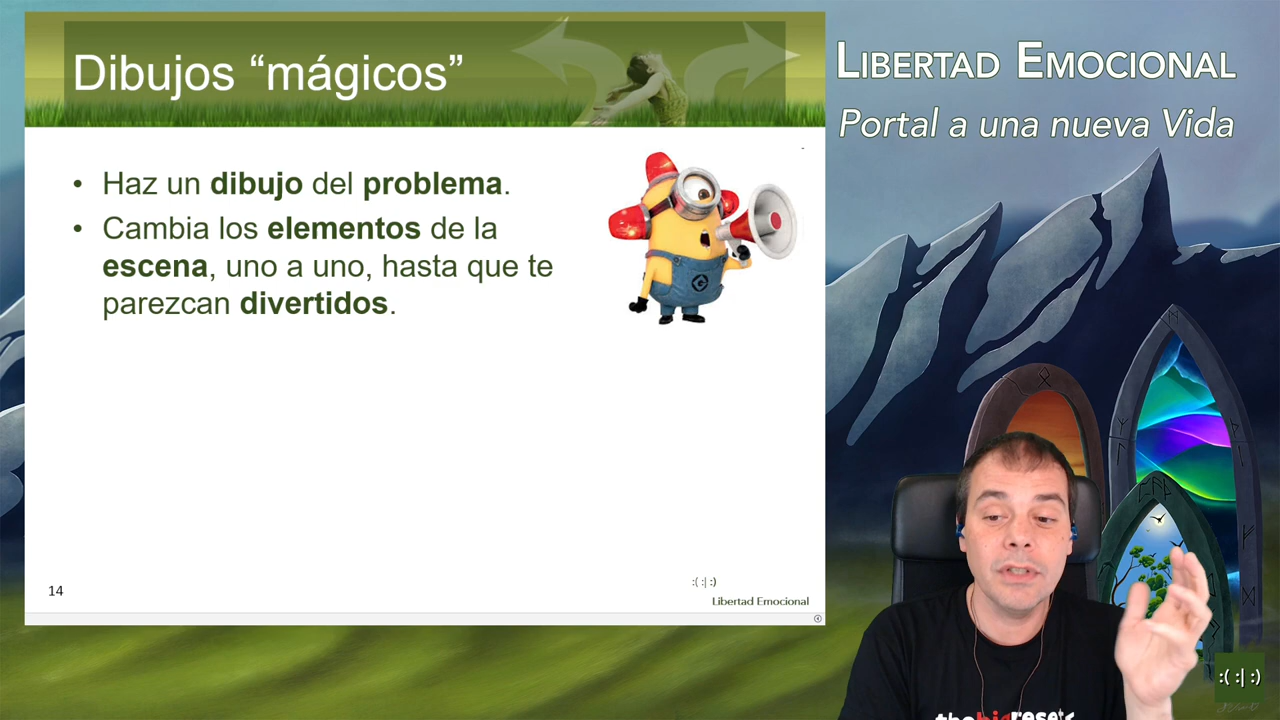 Dibujos “mágicos”
LIBERTAD EMOCIONAL
Portal a una nueva Vida
• Haz un dibujo del problema.
• Cambia los elementos de la
escena, uno a uno, hasta que te
parezcan divertidos.
14
:( :| :)
Libertad Emocional
:( :| :)